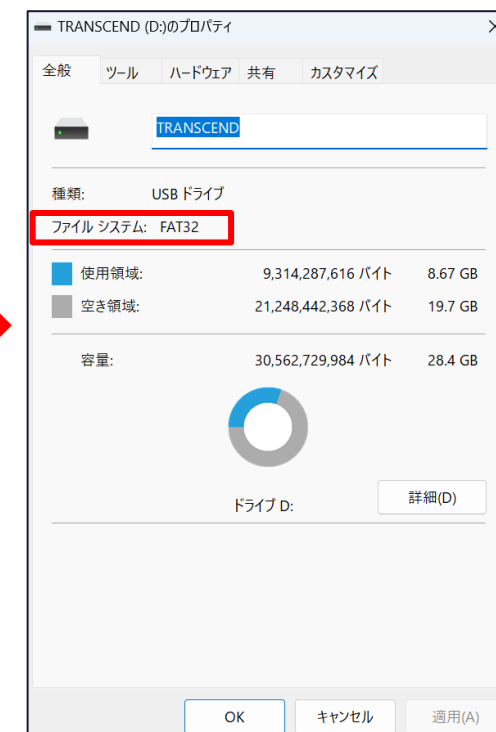 TRANSCEND (D:)のプロパティ
全般 ツール ハードウェア 共有 カスタマイズ
TRANSCEND
種類: USB ドライブ
ファイル システム: FAT32
使用領域: 9,314,287,616 バイト 8.67 GB
空き領域: 21,248,442,368 バイト 19.7 GB
容量: 30,562,729,984 バイト 28.4 GB
ドライブ D: 詳細(D)
OK キャンセル 適用(A)